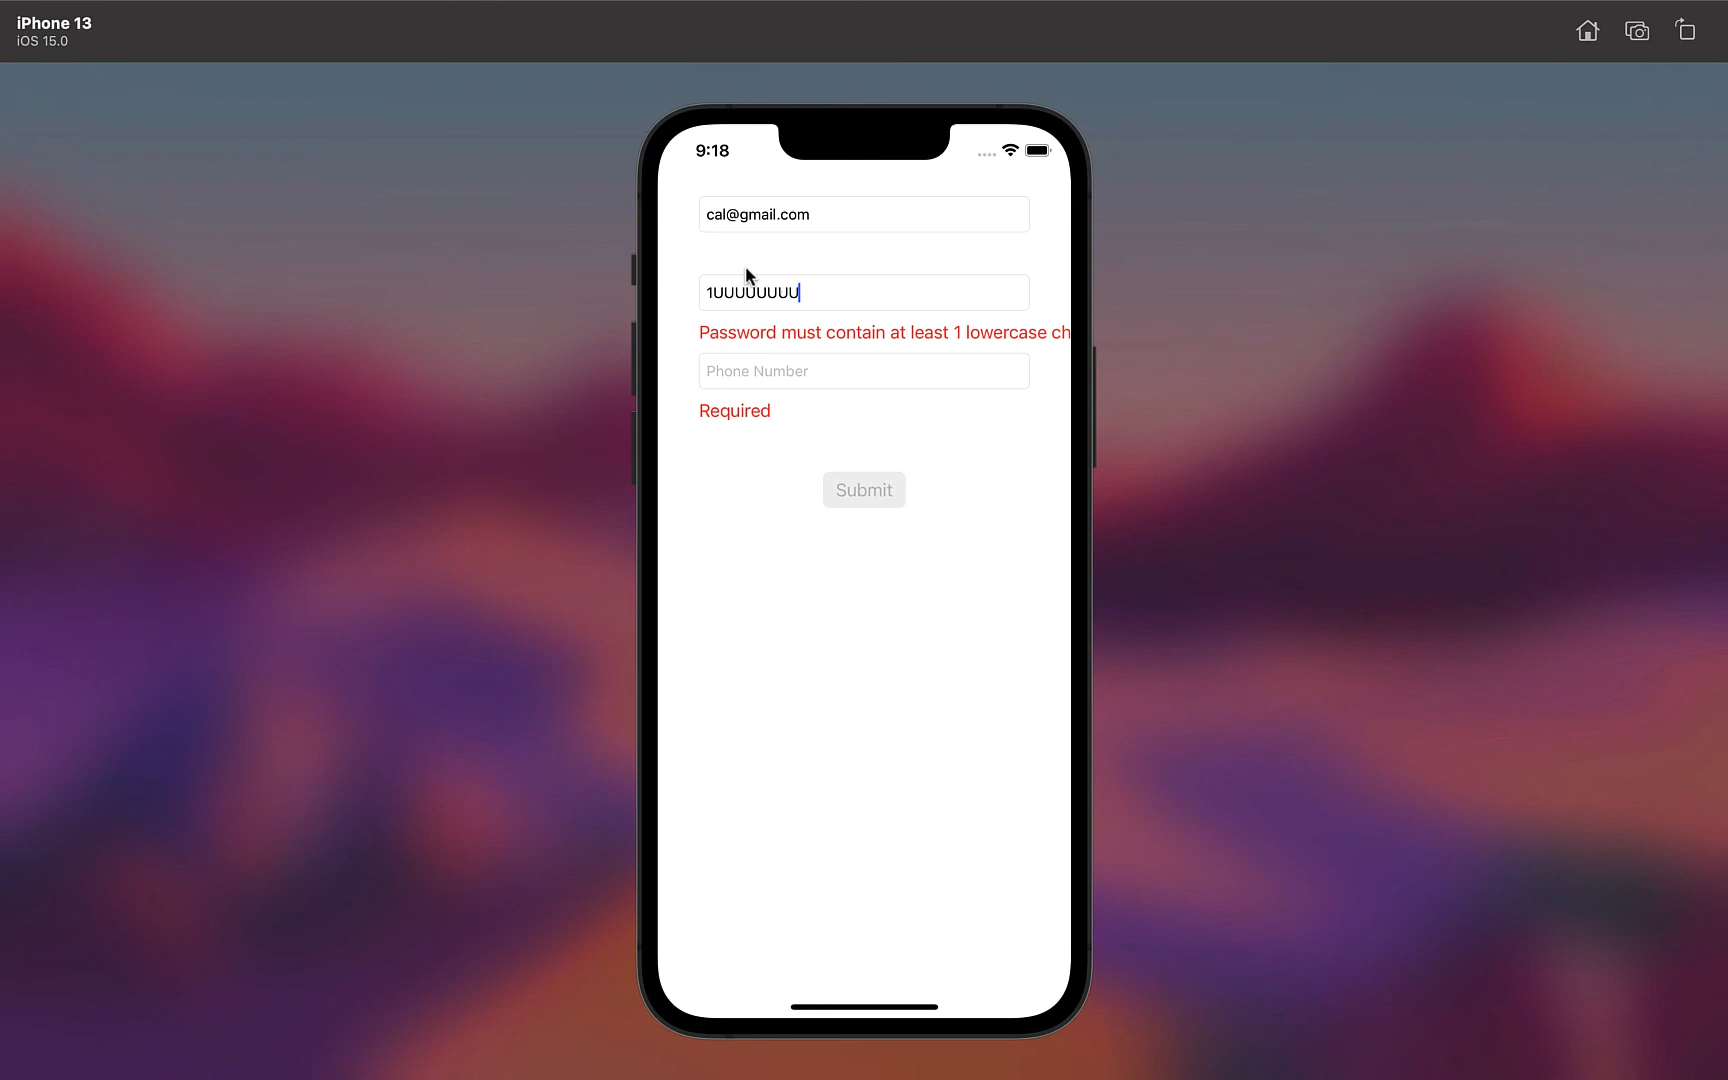 iPhone 13
iOS 15.0
9:18
cal@gmail.com
1UUUUUUUU
Password must contain at least 1 lowercase ch
Phone Number
Required
Submit